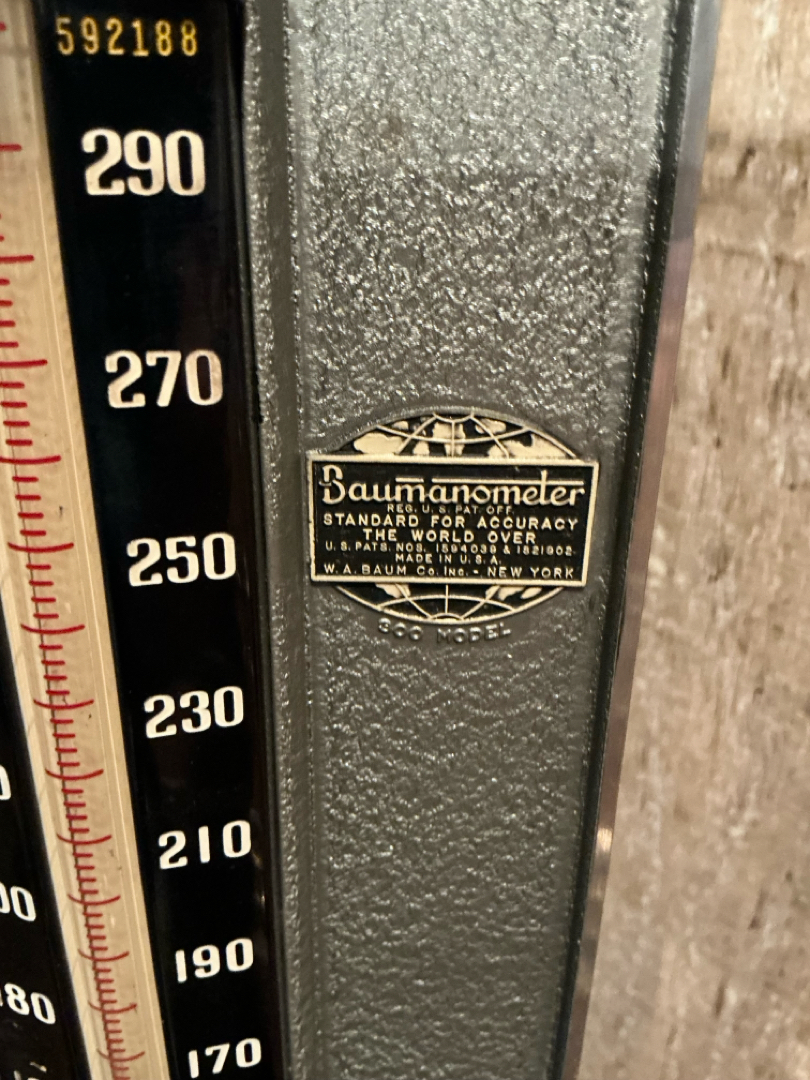 592188
290
270
250
230
210
190
170
80
Baumanometer
REG. U.S. PAT. OFF.
STANDARD FOR ACCURACY
THE WORLD OVER
U.S. PATS. NOS. 1594039 & 1821902
MADE IN U.S.A.
W.A. BAUM Co. INC. - NEW YORK
300 MODEL